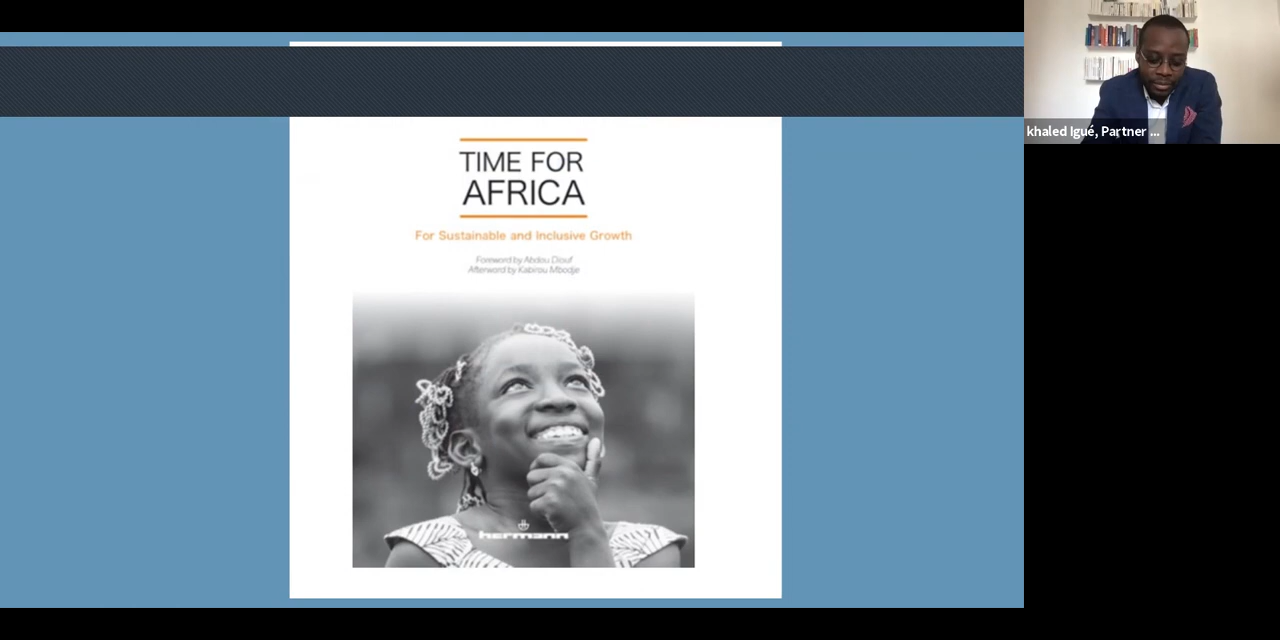 TIME FOR
AFRICA
For Sustainable and Inclusive Growth
Foreword by Abdou Diouf
Afterword by Kabirou Mbodje
hermann
khaled Igué, Partner ...